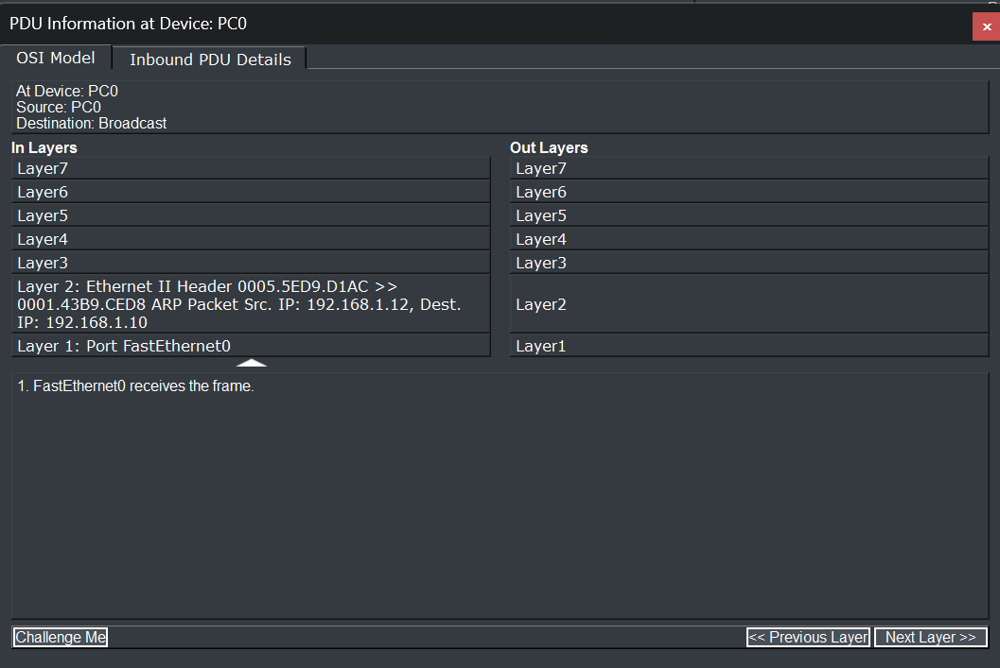 PDU Information at Device: PC0
x
OSI Model
Inbound PDU Details
At Device: PC0
Source: PC0
Destination: Broadcast
In Layers
Layer7
Layer6
Layer5
Layer4
Layer3
Layer 2: Ethernet II Header 0005.5ED9.D1AC >>
0001.43B9.CED8 ARP Packet Src. IP: 192.168.1.12, Dest.
IP: 192.168.1.10
Layer 1: Port FastEthernet0
Out Layers
Layer7
Layer6
Layer5
Layer4
Layer3
Layer2
Layer1
1. FastEthernet0 receives the frame.
Challenge Me
<< Previous Layer
Next Layer >>